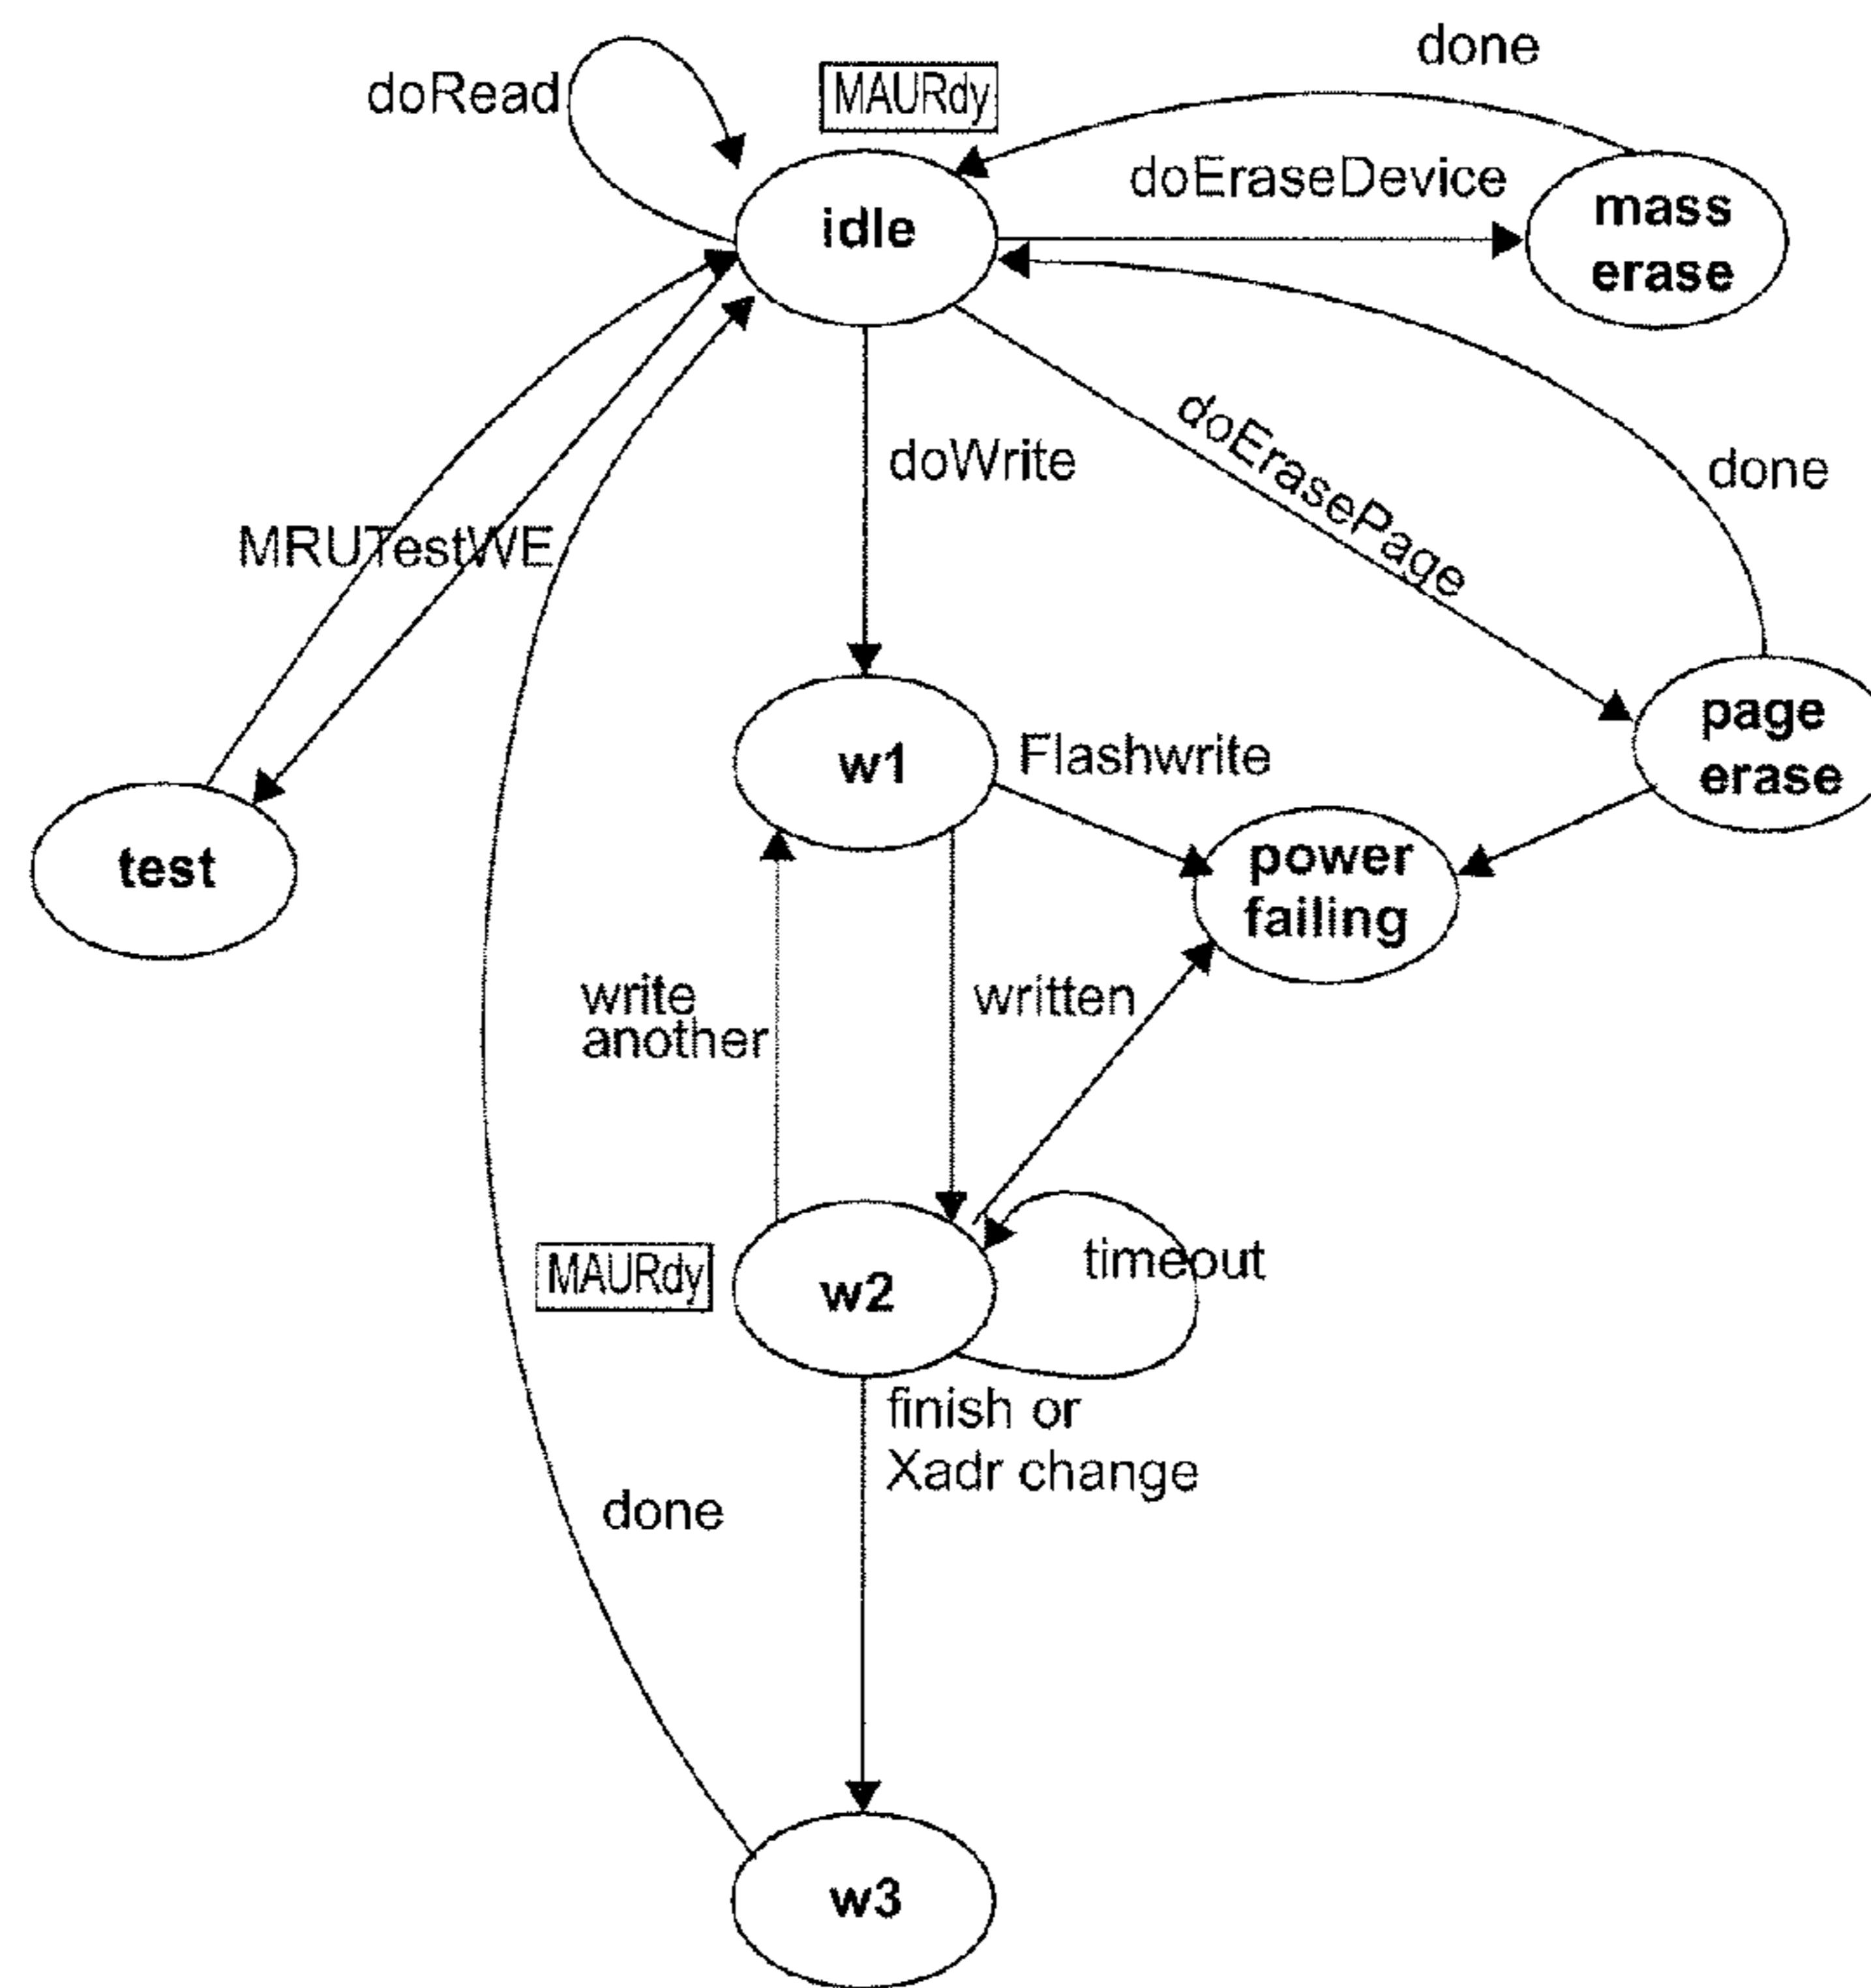 done
doRead
MAURdy
doEraseDevice
idle
mass
erase
doErasePage
doWrite
done
MRUTestWE
page
erase
w1
Flashwrite
power
failing
test
write
another
written
timeout
MAURdy
w2
finish or
Xadr change
done
w3